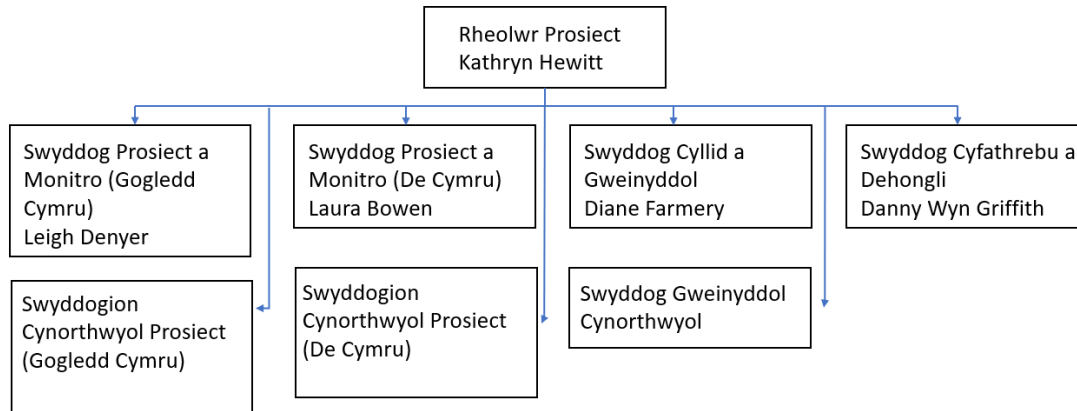 Rheolwr Prosiect
Kathryn Hewitt
Swyddog Prosiect a
Monitro (Gogledd
Cymru)
Leigh Denyer
Swyddog Prosiect a
Monitro (De Cymru)
Laura Bowen
Swyddog Cyllid a
Gweinyddol
Diane Farmery
Swyddog Cyfathrebu a
Dehongli
Danny Wyn Griffith
Swyddogion
Cynorthwyol Prosiect
(Gogledd Cymru)
Swyddogion
Cynorthwyol Prosiect
(De Cymru)
Swyddog Gweinyddol
Cynorthwyol